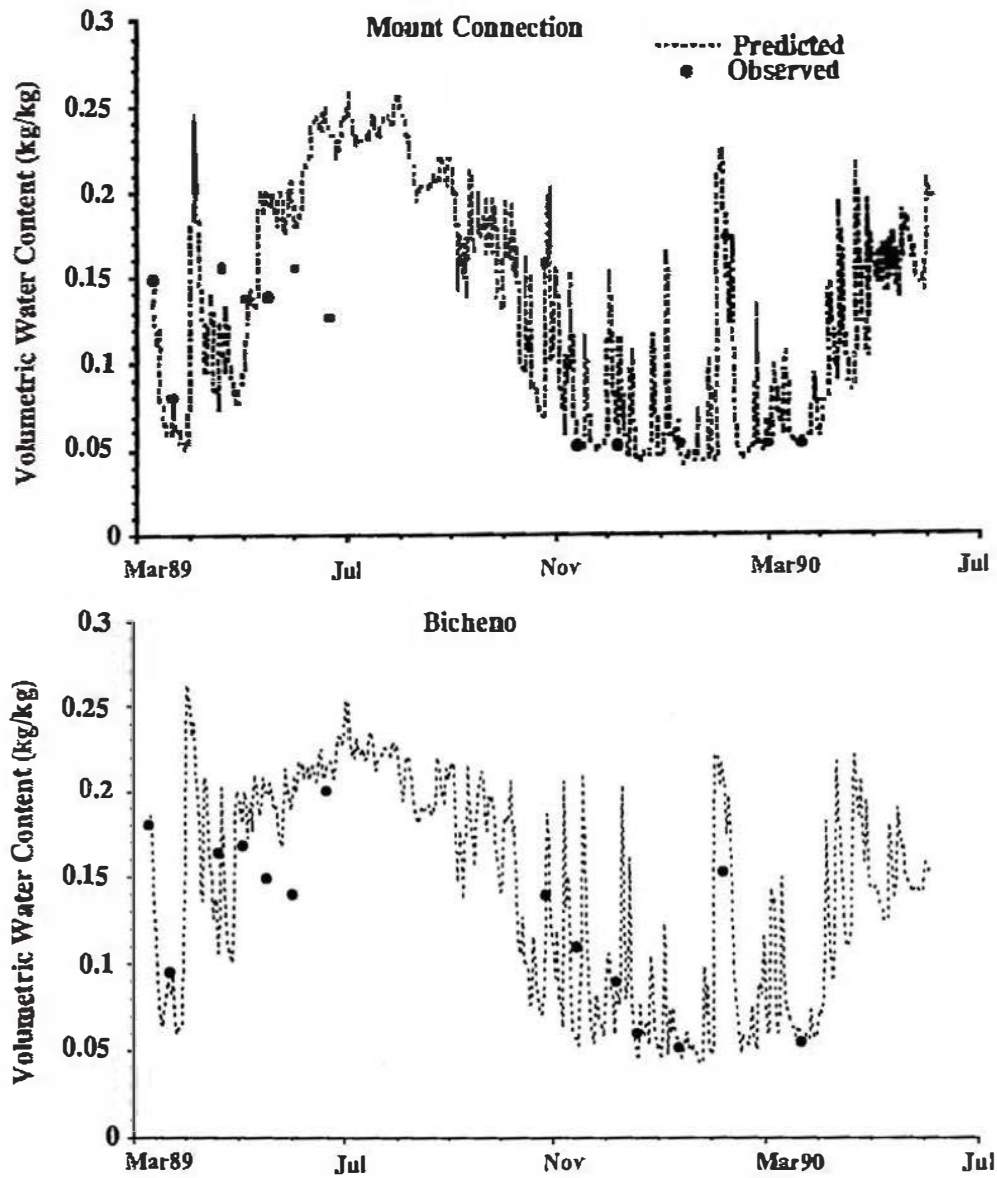 Mount Connection
Predicted
Observed
Volumetric Water Content (kg/kg)
0.3
0.25
0.2
0.15
0.1
0.05
0
Mar89
Jul
Nov
Mar90
Jul
Bicheno
Volumetric Water Content (kg/kg)
0.3
0.25
0.2
0.15
0.1
0.05
0
Mar89
Jul
Nov
Mar90
Jul